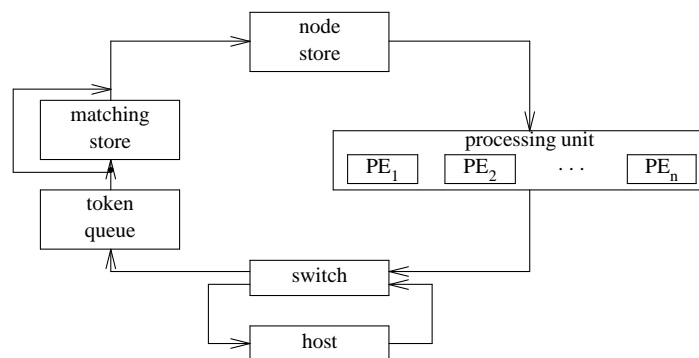 node
store
matching
store
processing unit
PE1 PE2 . . . PEn
token
queue
switch
host